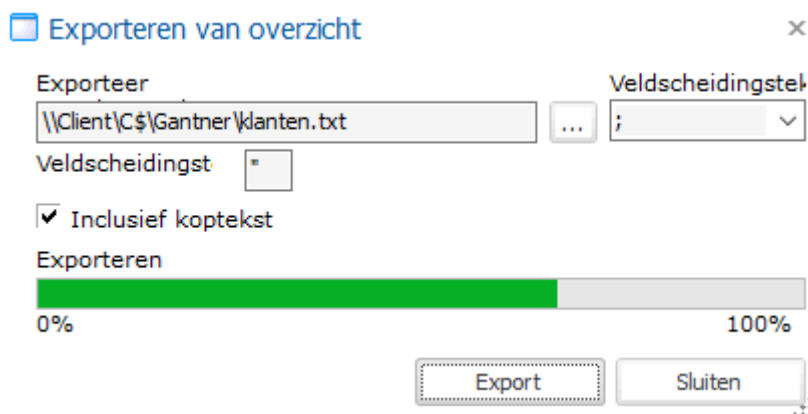 Exporteren van overzicht
Exporteer
Veldscheidingstek
\\Client\C$\Gantner\klanten.txt
...
;
Veldscheidingst
"
Inclusief koptekst
Exporteren
0%
100%
Export
Sluiten